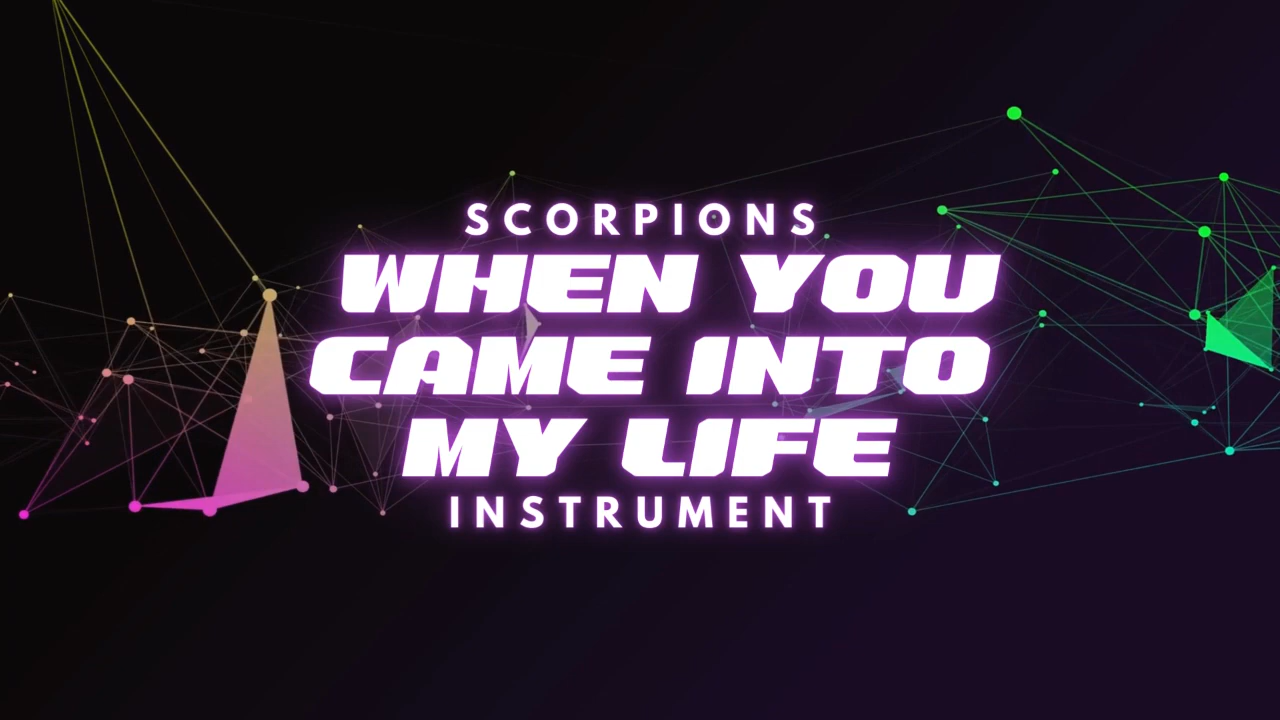 SCORPIONS
WHEN YOU
CAME INTO
MY LIFE
INSTRUMENT